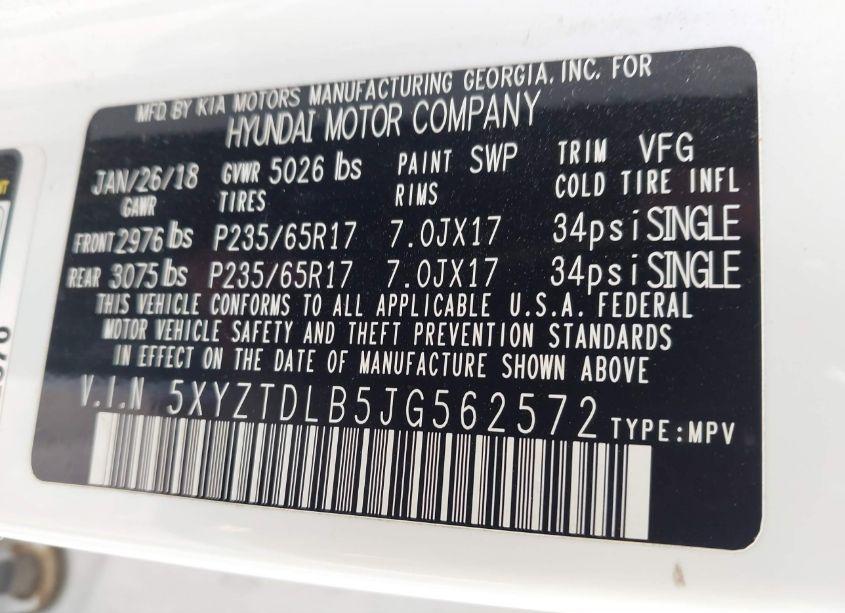 MFD BY KIA MOTORS MANUFACTURING GEORGIA, INC. FOR
HYUNDAI MOTOR COMPANY
JAN/26/18 GVWR 5026 lbs PAINT SWP TRIM VFG
GAWR TIRES RIMS COLD TIRE INFL
FRONT 2976 lbs P235/65R17 7.0JX17 34psi SINGLE
REAR 3075 lbs P235/65R17 7.0JX17 34psi SINGLE
THIS VEHICLE CONFORMS TO ALL APPLICABLE U.S.A. FEDERAL
MOTOR VEHICLE SAFETY AND THEFT PREVENTION STANDARDS
IN EFFECT ON THE DATE OF MANUFACTURE SHOWN ABOVE
V.I.N 5XYZTDLB5JG562572 TYPE:MPV